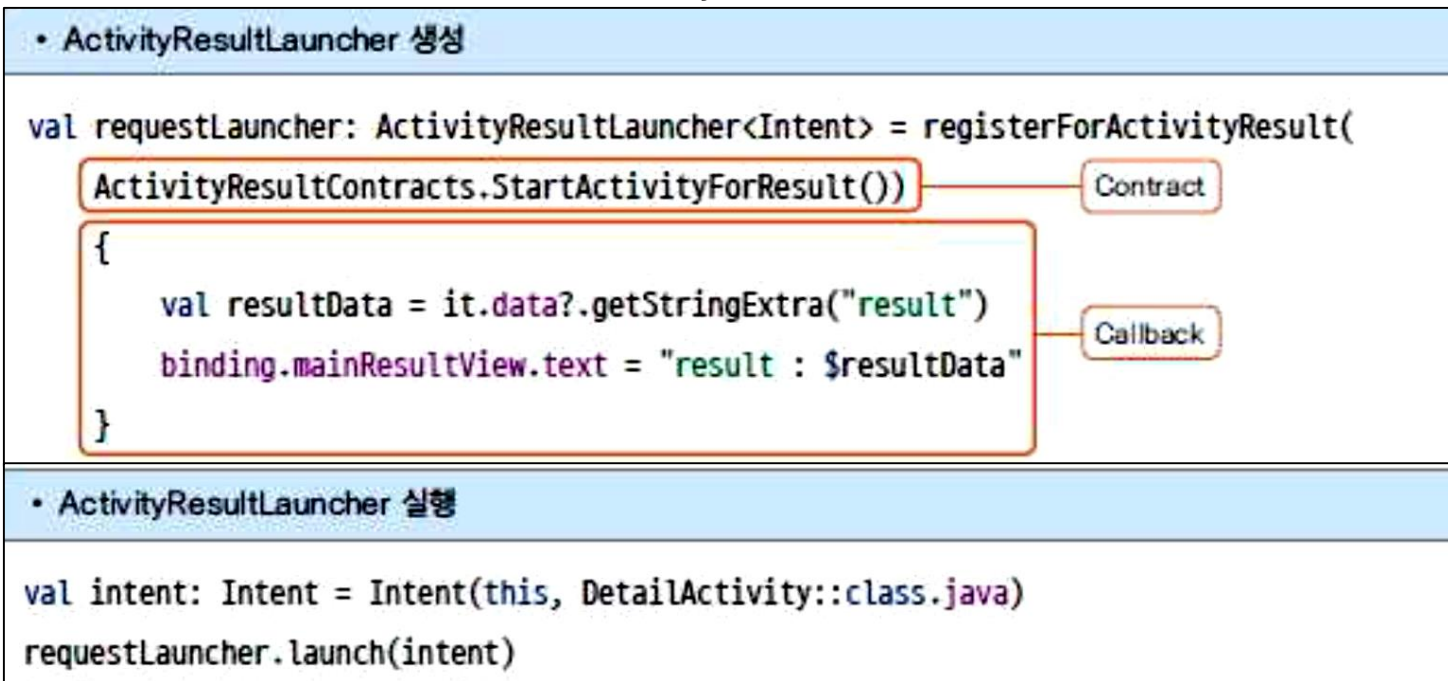 • ActivityResultLauncher 생성
val requestLauncher: ActivityResultLauncher<Intent> = registerForActivityResult(
ActivityResultContracts.StartActivityForResult()) Contract
{
val resultData = it.data?.getStringExtra("result")
binding.mainResultView.text = "result : $resultData"
Callback
}
• ActivityResultLauncher 실행
val intent: Intent = Intent(this, DetailActivity::class.java)
requestLauncher.launch(intent)